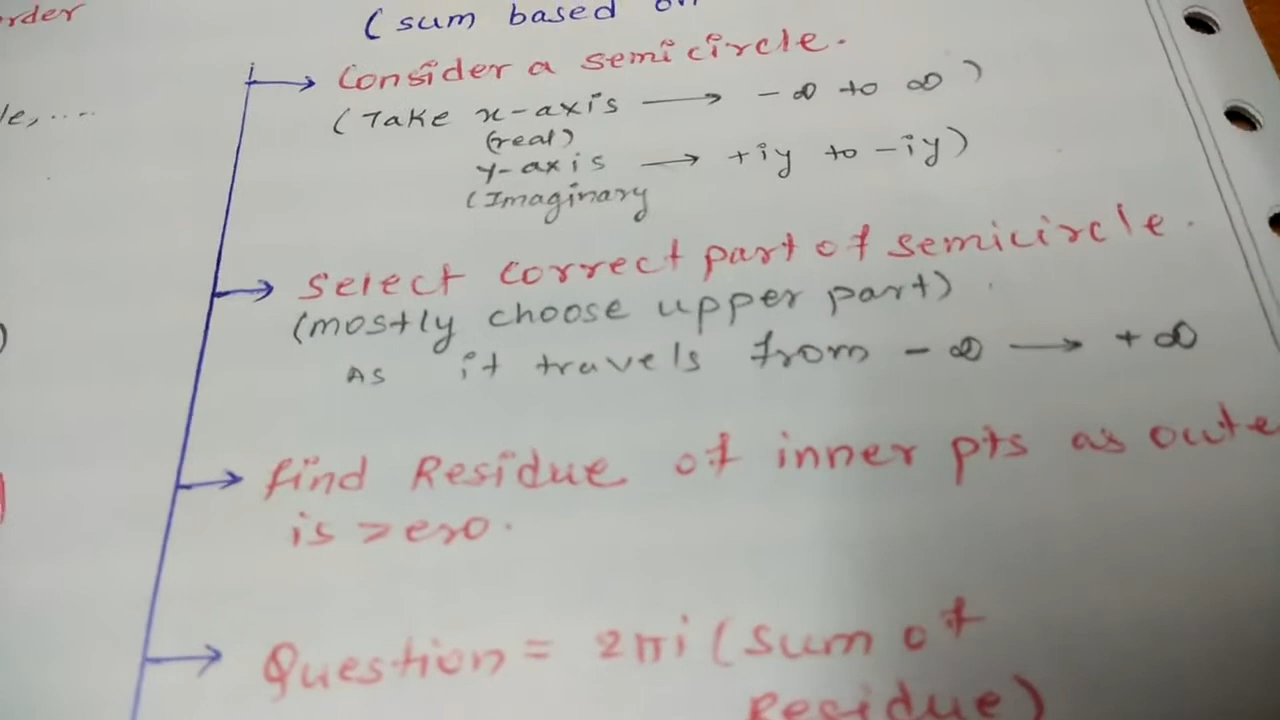 (sum based on
Consider a semicircle.
(Take x-axis → -∞ to ∞)
(real)
y-axis → +iy to -iy)
(Imaginary
Select correct part of semicircle.
(mostly choose upper part).
As it travels from -∞ → +∞
find Residue of inner pts as oute
is zero.
Question = 2πi (sum of
Residue)